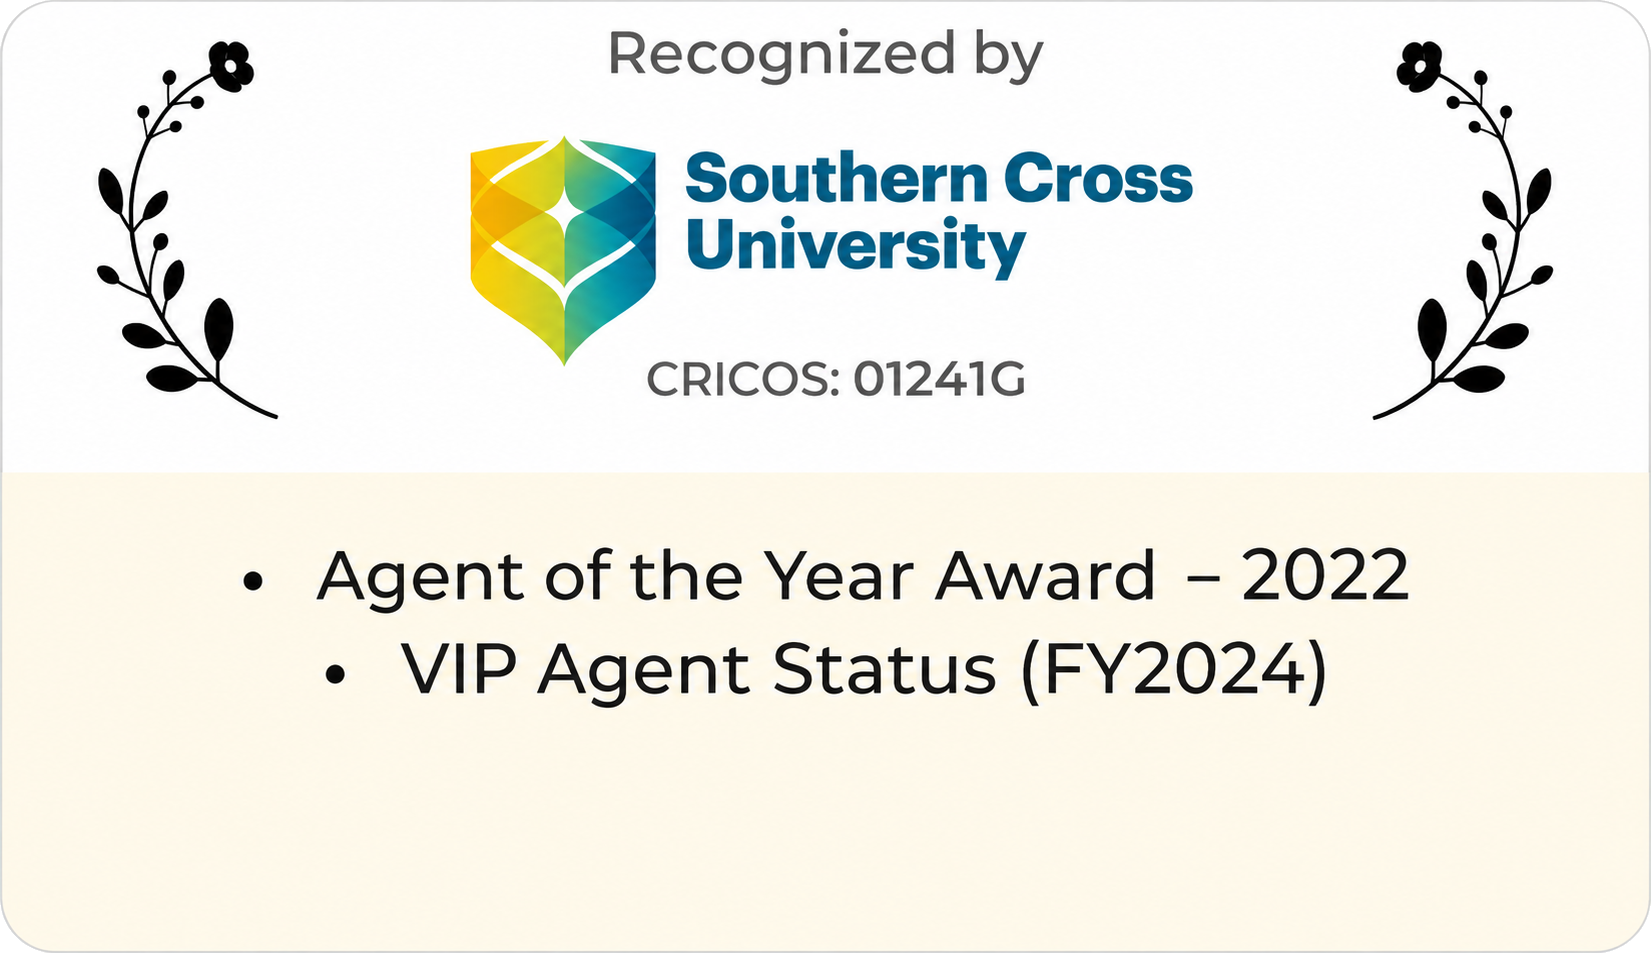 Recognized by
Southern Cross
University
CRICOS: 01241G
• Agent of the Year Award – 2022
• VIP Agent Status (FY2024)